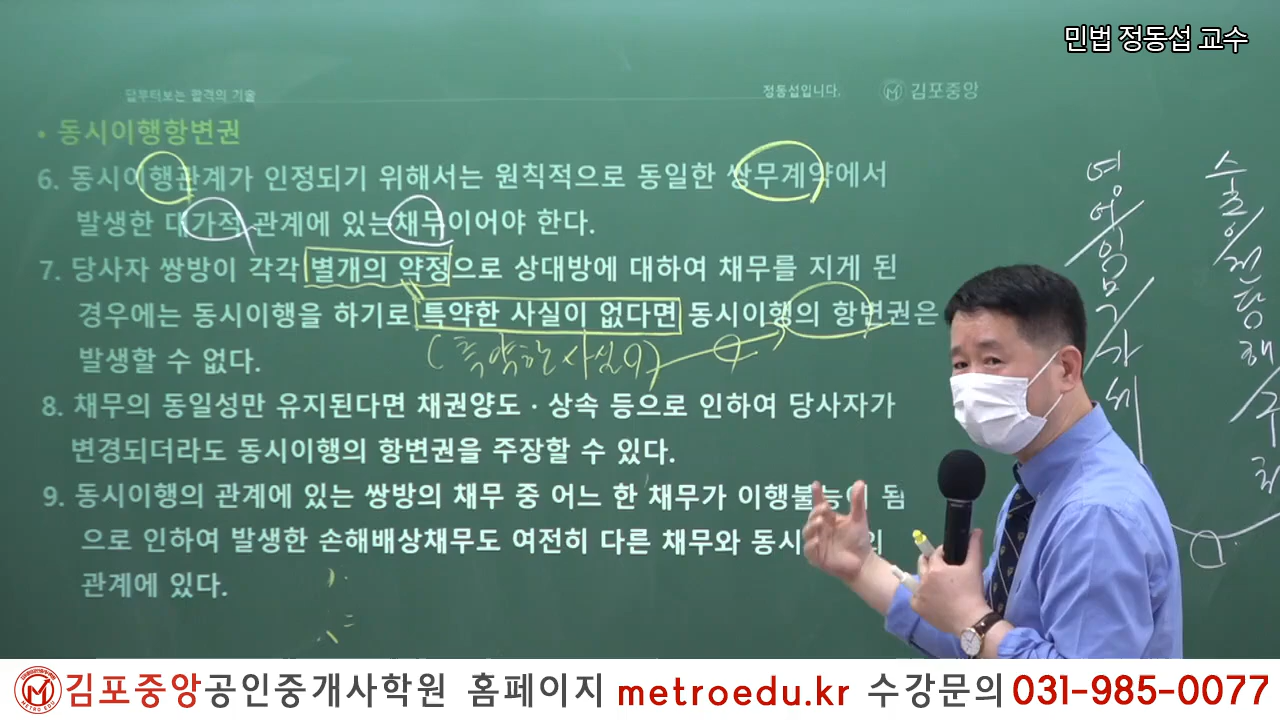 민법 정동섭 교수
답부터보는 합격의 기술
정동섭입니다.
김포중앙
• 동시이행항변권
6. 동시이행관계가 인정되기 위해서는 원칙적으로 동일한 쌍무계약에서
발생한 대가적 관계에 있는 채무이어야 한다.
7. 당사자 쌍방이 각각 별개의 약정으로 상대방에 대하여 채무를 지게 된
경우에는 동시이행을 하기로 특약한 사실이 없다면 동시이행의 항변권은
발생할 수 없다.
(특약한 사실 有)
8. 채무의 동일성만 유지된다면 채권양도 · 상속 등으로 인하여 당사자가
변경되더라도 동시이행의 항변권을 주장할 수 있다.
9. 동시이행의 관계에 있는 쌍방의 채무 중 어느 한 채무가 이행불능이 됨
으로 인하여 발생한 손해배상채무도 여전히 다른 채무와 동시
관계에 있다.
김포중앙공인중개사학원 홈페이지 metroedu.kr 수강문의 031-985-0077